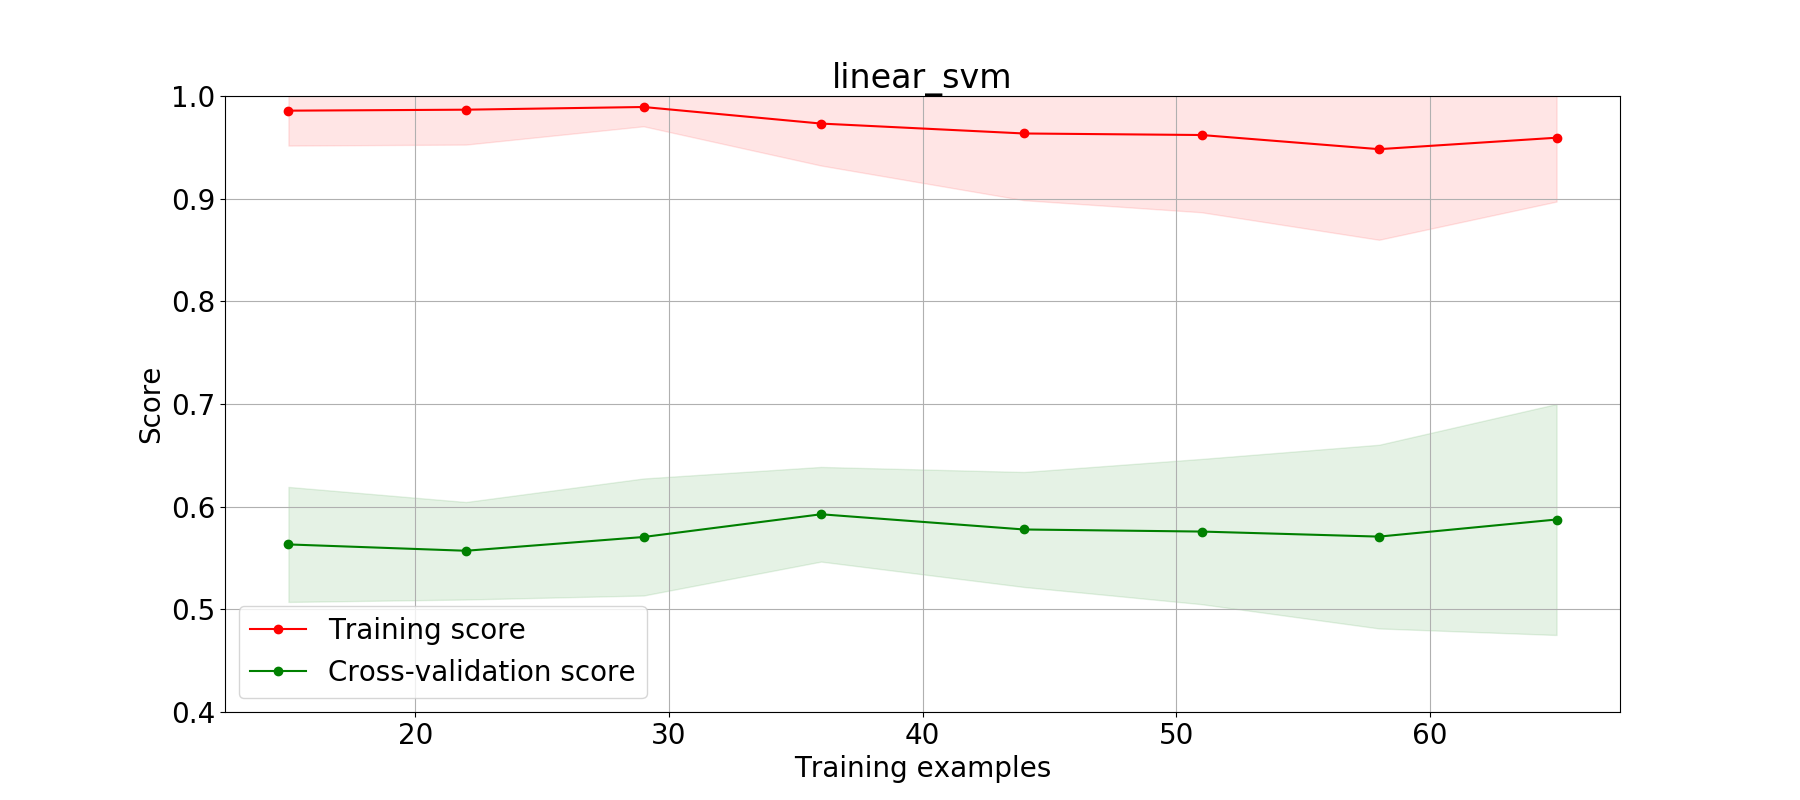 linear_svm
1.0
0.9
0.8
0.7
0.6
0.5
0.4
Score
Training score
Cross-validation score
20 30 40 50 60
Training examples